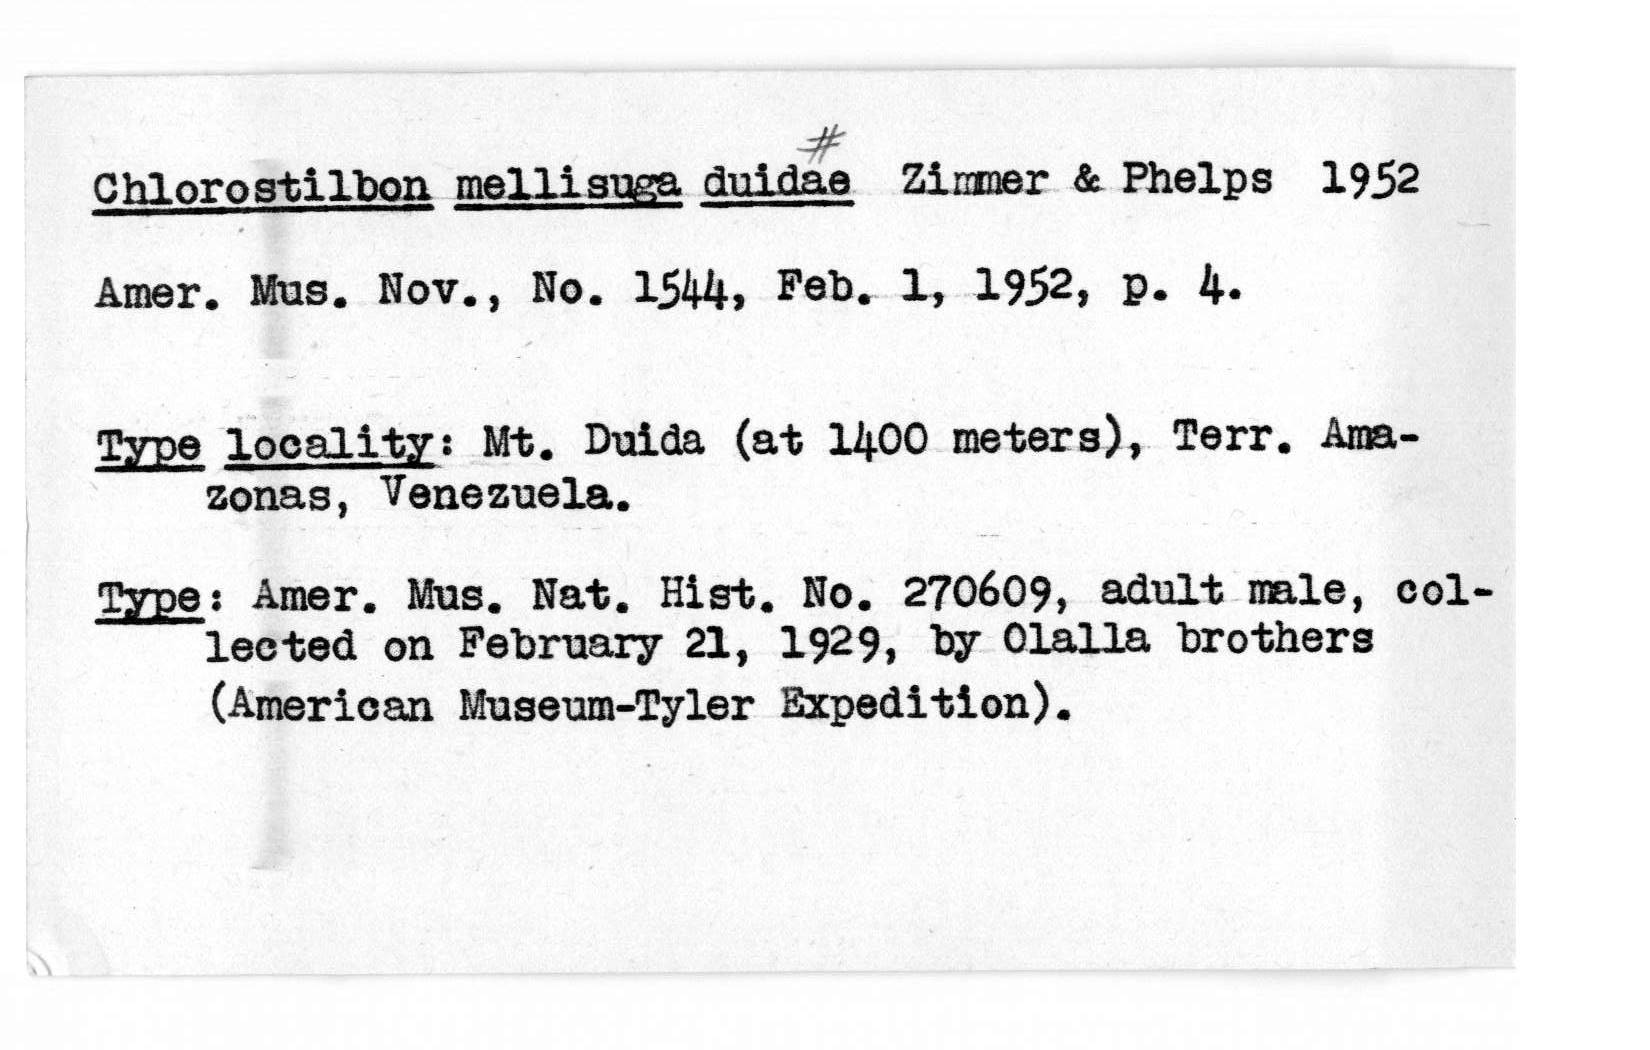 #
Chlorostilbon mellisuga duidae Zimmer & Phelps 1952
Amer. Mus. Nov., No. 1544, Feb. 1, 1952, p. 4.
Type locality: Mt. Duida (at 1400 meters), Terr. Ama-
zonas, Venezuela.
Type: Amer. Mus. Nat. Hist. No. 270609, adult male, col-
lected on February 21, 1929, by Olalla brothers
(American Museum-Tyler Expedition).